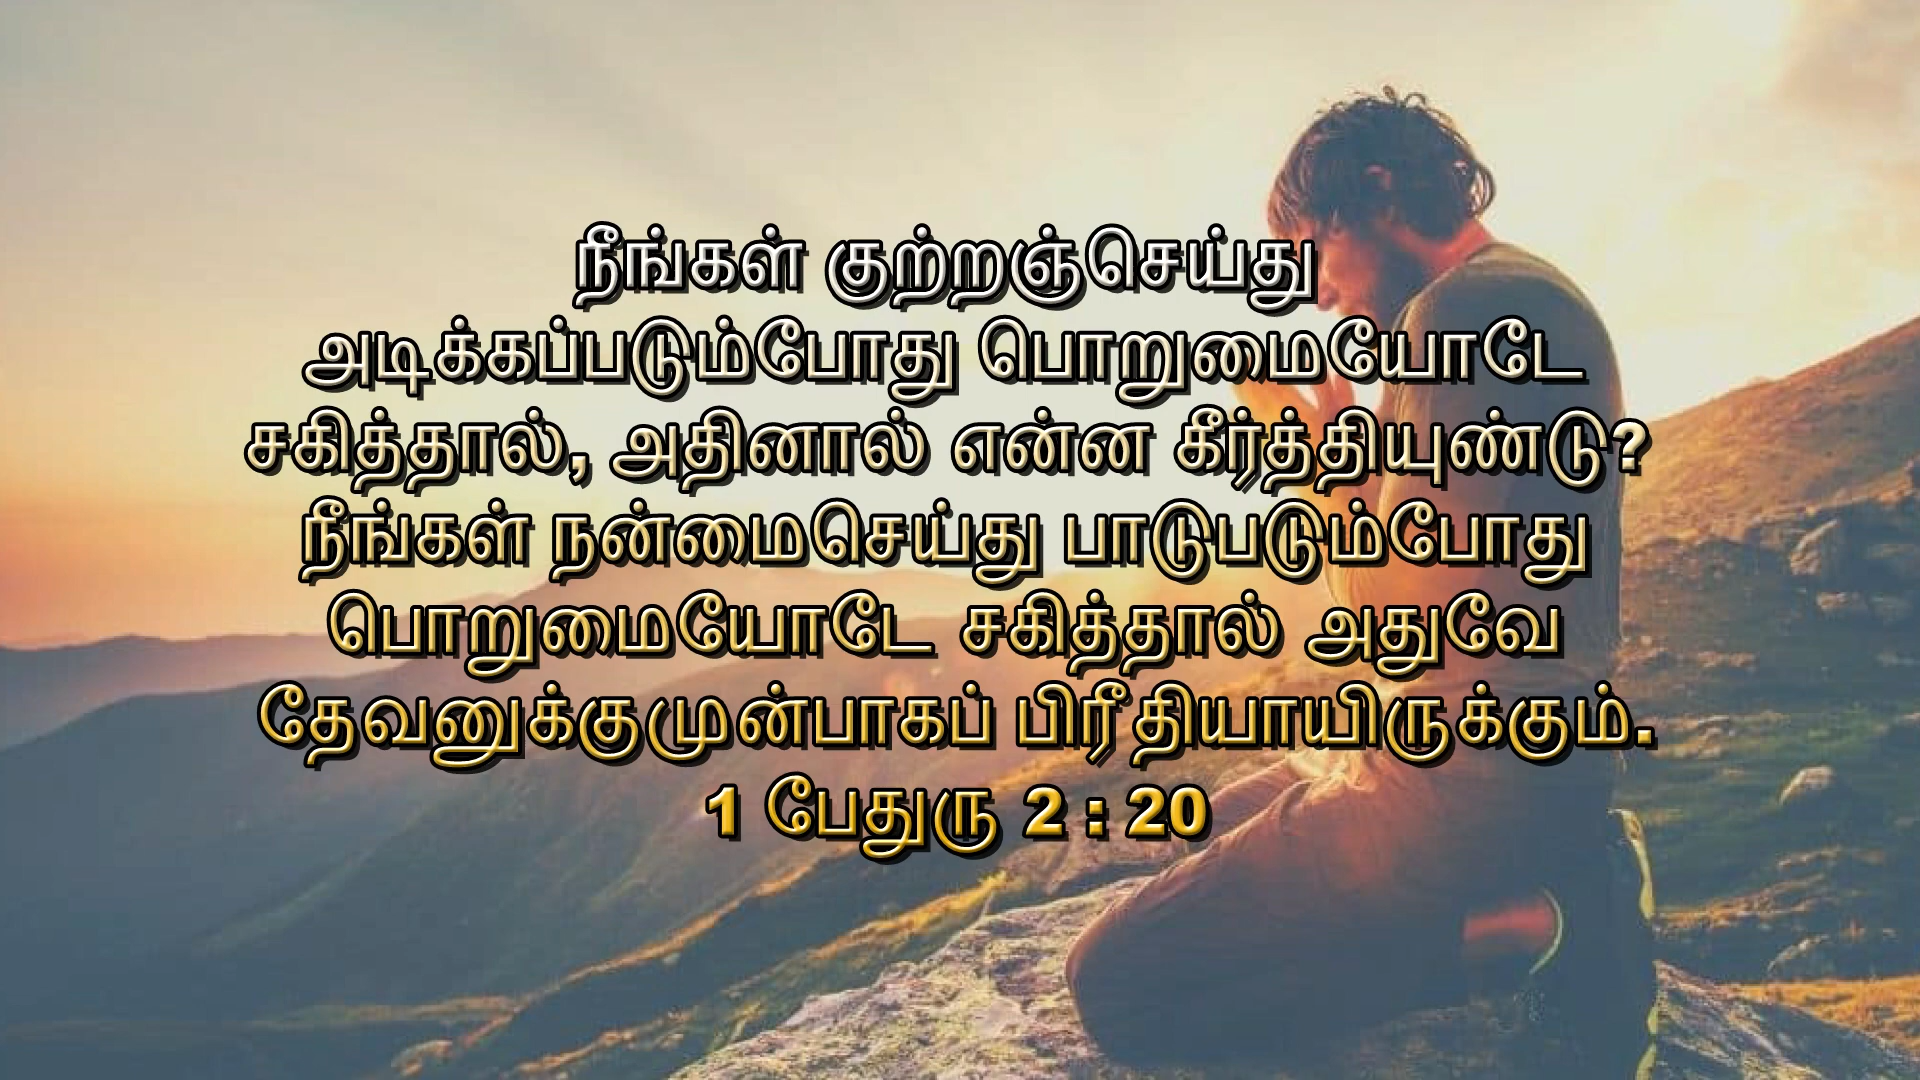 நீங்கள் குற்றஞ்செய்து
அடிக்கப்படும்போது பொறுமையோடே
சகித்தால், அதினால் என்ன கீர்த்தியுண்டு?
நீங்கள் நன்மைசெய்து பாடுபடும்போது
பொறுமையோடே சகித்தால் அதுவே
தேவனுக்குமுன்பாகப் பிரீதியாயிருக்கும்.
1 பேதுரு 2 : 20